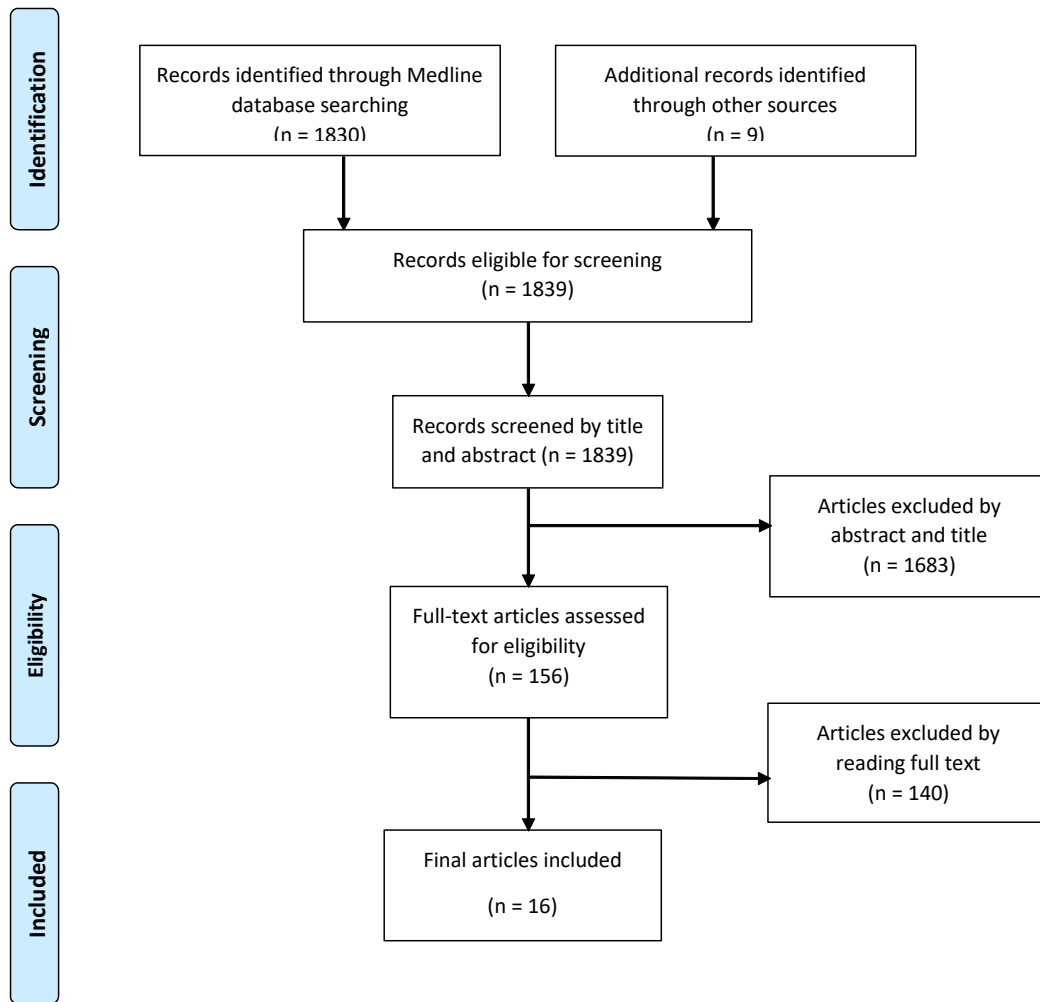 Identification
Records identified through Medline
database searching
(n = 1830)
Additional records identified
through other sources
(n = 9)
Screening
Records eligible for screening
(n = 1839)
Records screened by title
and abstract (n = 1839)
Articles excluded by
abstract and title
(n = 1683)
Eligibility
Full-text articles assessed
for eligibility
(n = 156)
Articles excluded by
reading full text
(n = 140)
Included
Final articles included
(n = 16)